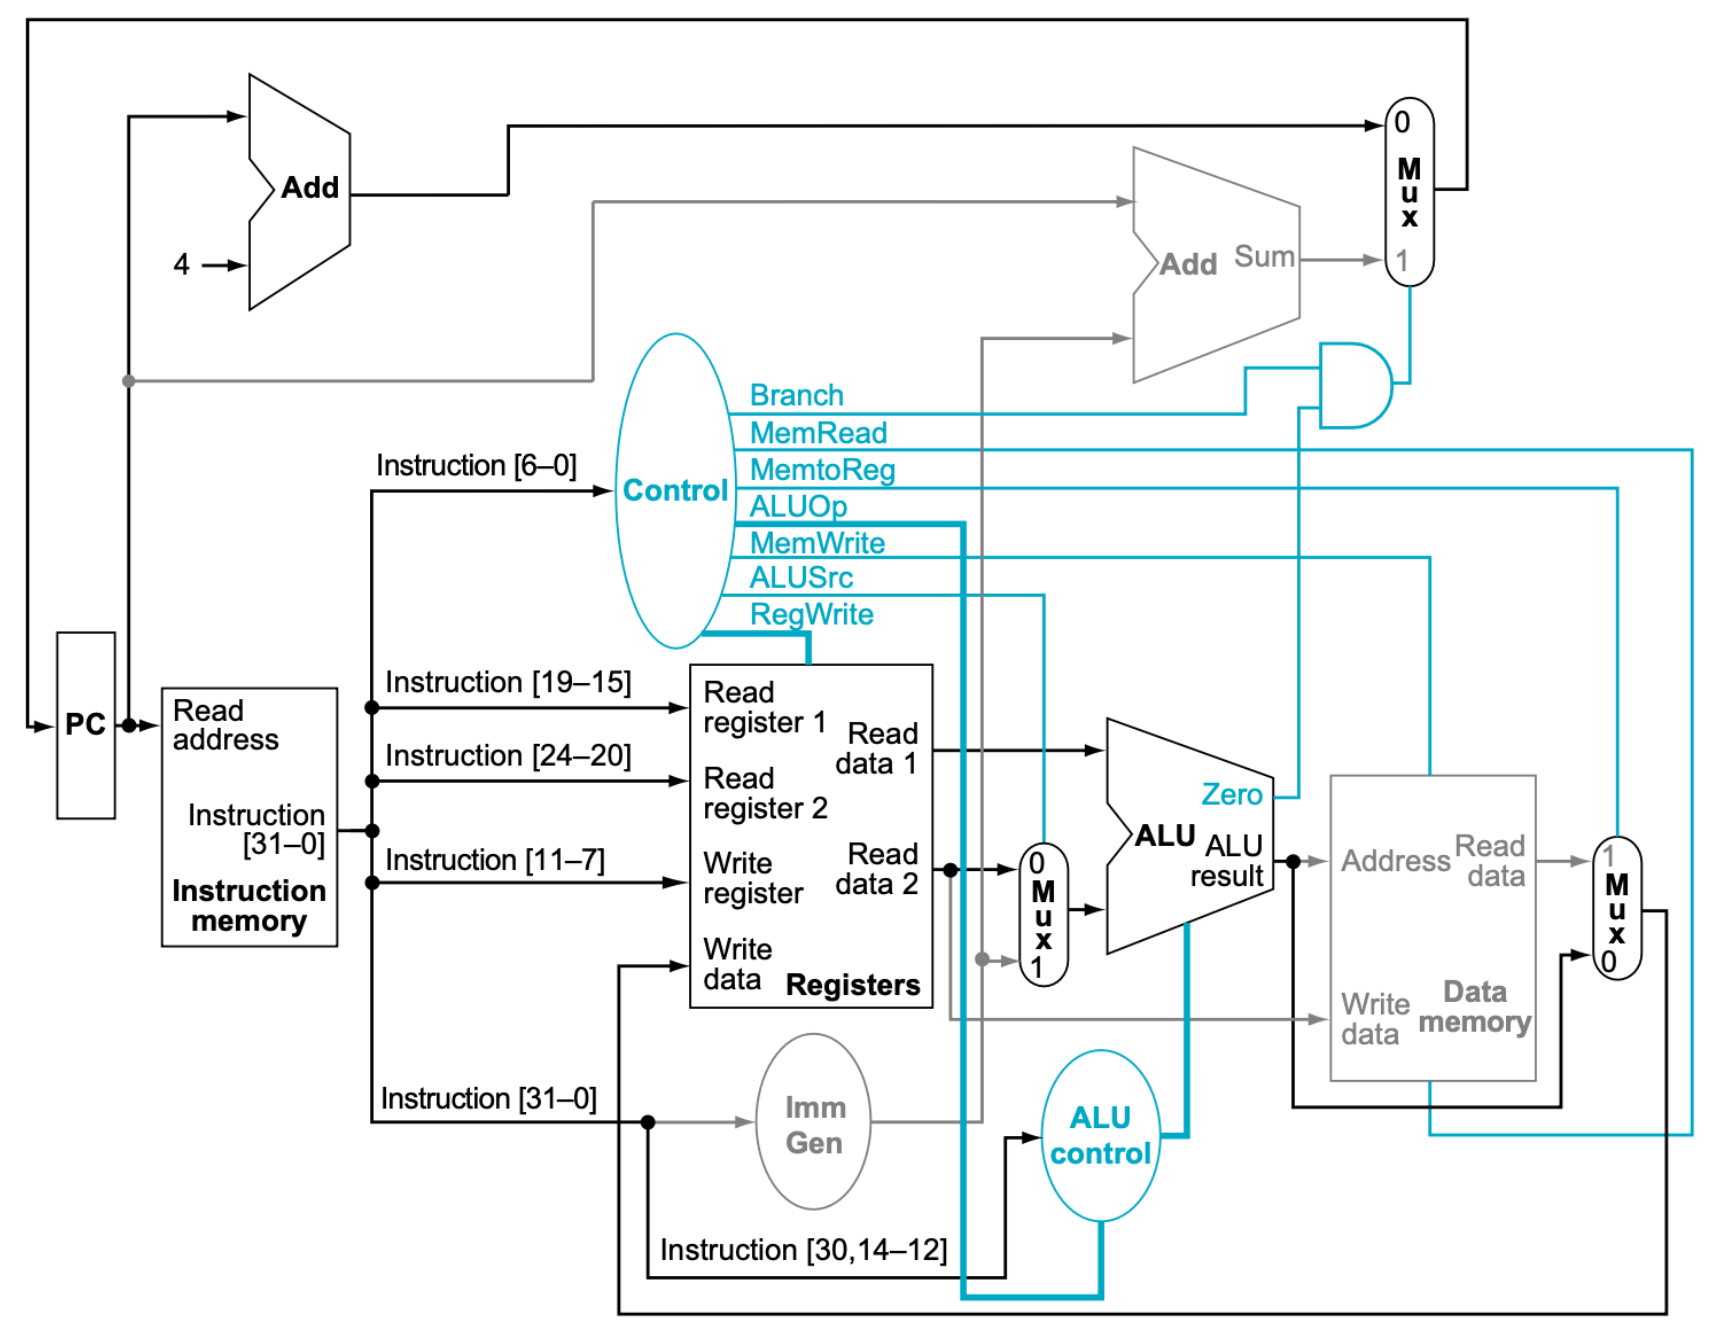 0
M
u
x
1
Add
4
Add Sum
Branch
MemRead
MemtoReg
ALUOp
MemWrite
ALUSrc
RegWrite
Control
Instruction [6–0]
Instruction [19–15]
Instruction [24–20]
Instruction [11–7]
Instruction [31–0]
Instruction [30,14–12]
PC
Read
address
Instruction
[31–0]
Instruction
memory
Read
register 1
Read
register 2
Write
register
Write
data
Read
data 1
Read
data 2
Registers
0
M
u
x
1
Zero
ALU
ALU
result
Address
Read
data
Write
data
Data
memory
1
M
u
x
0
Imm
Gen
ALU
control